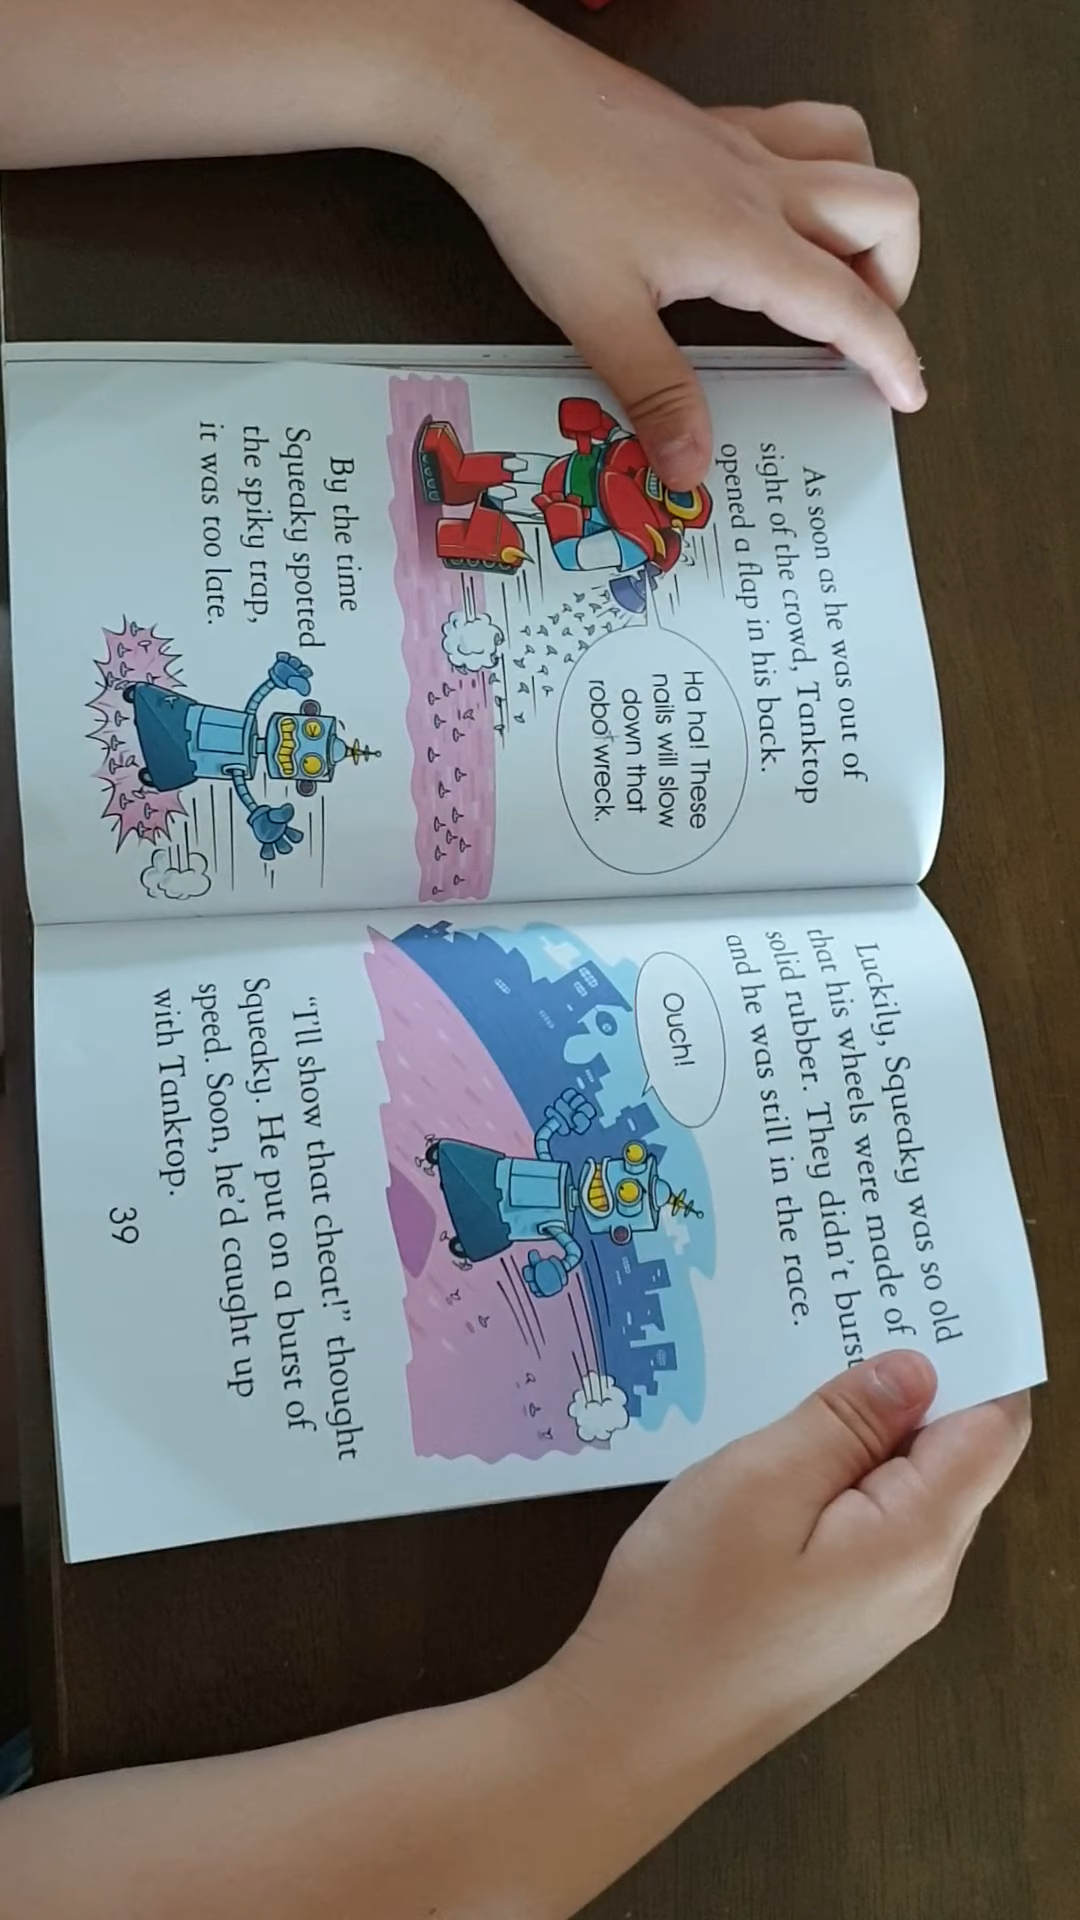 As soon as he was out of
sight of the crowd, Tanktop
opened a flap in his back.
Ha ha! These
nails will slow
down that
robot wreck.
By the time
Squeaky spotted
the spiky trap,
it was too late.
Luckily, Squeaky was so old
that his wheels were made of
solid rubber. They didn't burst
and he was still in the race.
Ouch!
"I'll show that cheat!" thought
Squeaky. He put on a burst of
speed. Soon, he'd caught up
with Tanktop.
39